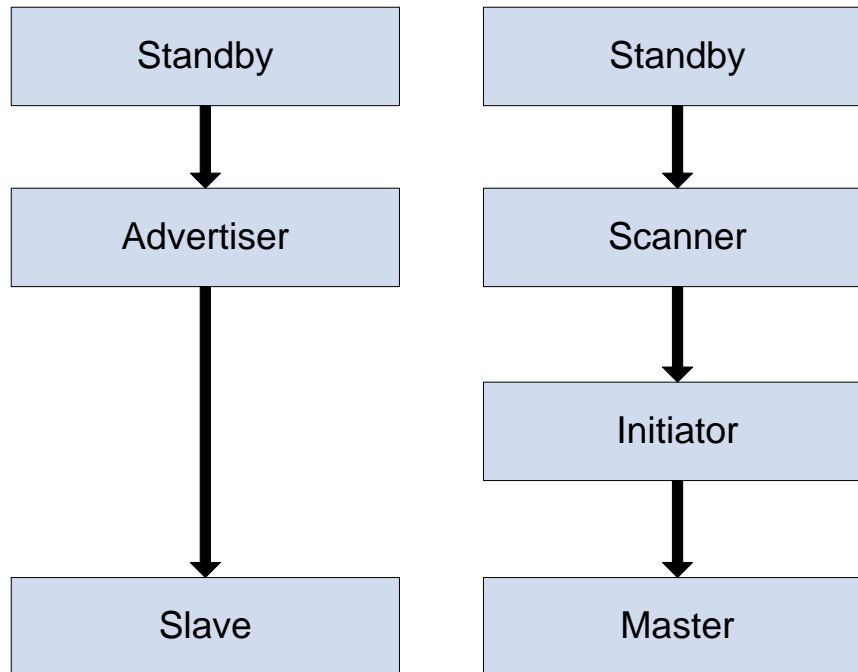 Standby
Standby
Advertiser
Scanner
Initiator
Slave
Master